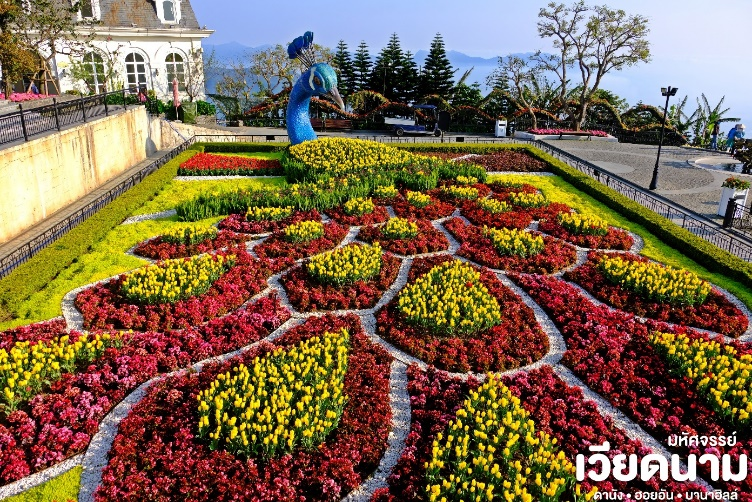 มหัศจรรย์
เวียดนาม
ดานัง • ฮอยอัน • บานาฮิลส์